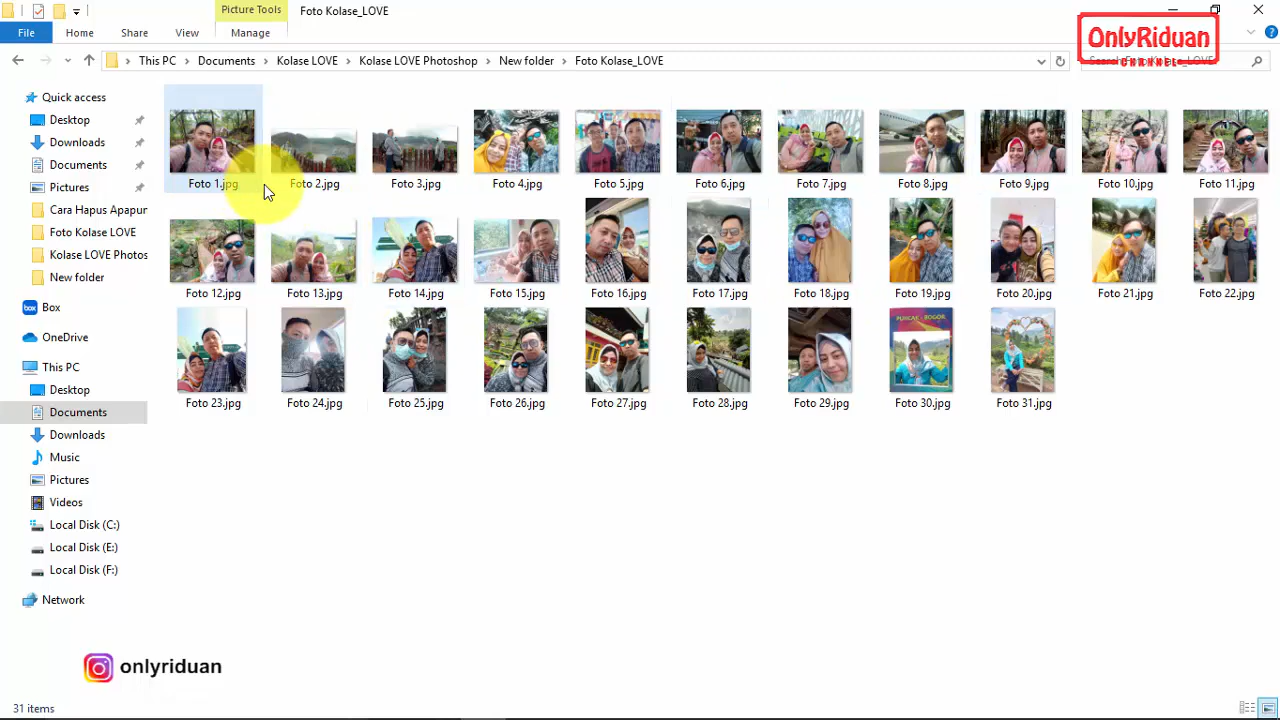 Picture Tools
Foto Kolase_LOVE
File
Home
Share
View
Manage
OnlyRiduan
CHANNEL
This PC
Documents
Kolase LOVE
Kolase LOVE Photoshop
New folder
Foto Kolase_LOVE
Quick access
Desktop
Downloads
Documents
Pictures
Cara Hapus Apapun
Foto Kolase LOVE
Kolase LOVE Photos
New folder
Box
OneDrive
This PC
Desktop
Documents
Downloads
Music
Pictures
Videos
Local Disk (C:)
Local Disk (E:)
Local Disk (F:)
Network
Foto 1.jpg
Foto 2.jpg
Foto 3.jpg
Foto 4.jpg
Foto 5.jpg
Foto 6.jpg
Foto 7.jpg
Foto 8.jpg
Foto 9.jpg
Foto 10.jpg
Foto 11.jpg
Foto 12.jpg
Foto 13.jpg
Foto 14.jpg
Foto 15.jpg
Foto 16.jpg
Foto 17.jpg
Foto 18.jpg
Foto 19.jpg
Foto 20.jpg
Foto 21.jpg
Foto 22.jpg
PUNCAK - BOGOR
Foto 23.jpg
Foto 24.jpg
Foto 25.jpg
Foto 26.jpg
Foto 27.jpg
Foto 28.jpg
Foto 29.jpg
Foto 30.jpg
Foto 31.jpg
onlyriduan
31 items